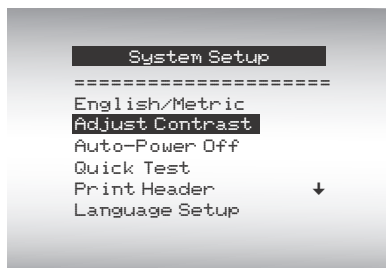 System Setup
=====================
English/Metric
Adjust Contrast
Auto-Power Off
Quick Test
Print Header ↓
Language Setup